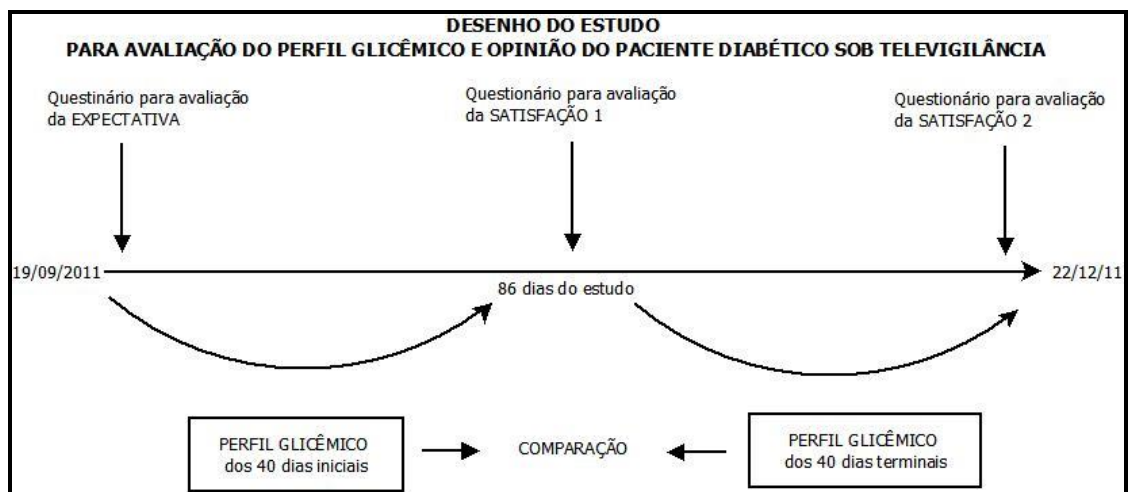 DESENHO DO ESTUDO
PARA AVALIAÇÃO DO PERFIL GLICÊMICO E OPINIÃO DO PACIENTE DIABÉTICO SOB TELEVIGILÂNCIA
Questinário para avaliação
da EXPECTATIVA
Questionário para avaliação
da SATISFAÇÃO 1
Questionário para avaliação
da SATISFAÇÃO 2
19/09/2011
22/12/11
86 dias do estudo
PERFIL GLICÊMICO
dos 40 dias iniciais
COMPARAÇÃO
PERFIL GLICÊMICO
dos 40 dias terminais